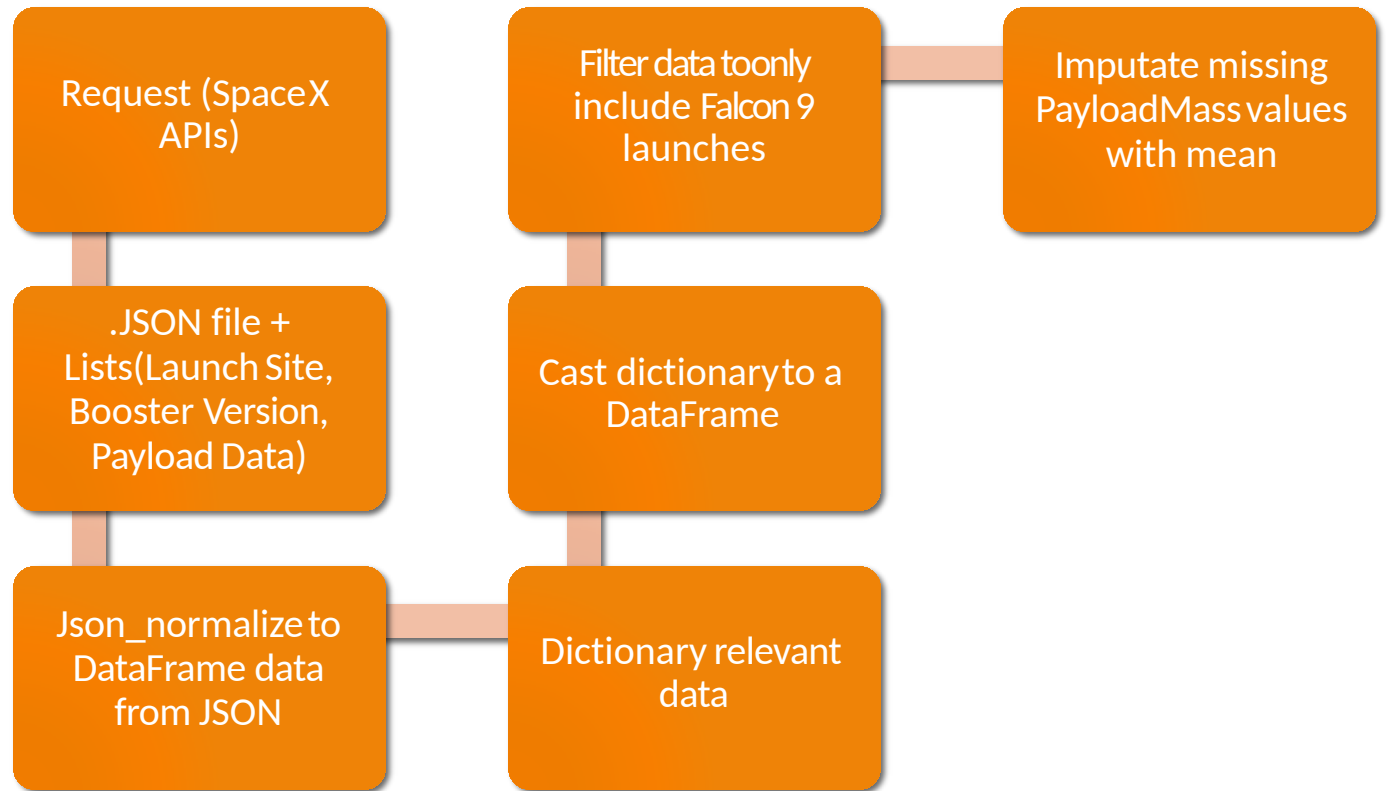 Request (SpaceX
APIs)
.JSON file +
Lists(Launch Site,
Booster Version,
Payload Data)
Json_normalize to
DataFrame data
from JSON
Dictionary relevant
data
Cast dictionary to a
DataFrame
Filter data toonly
include Falcon 9
launches
Imputate missing
PayloadMass values
with mean